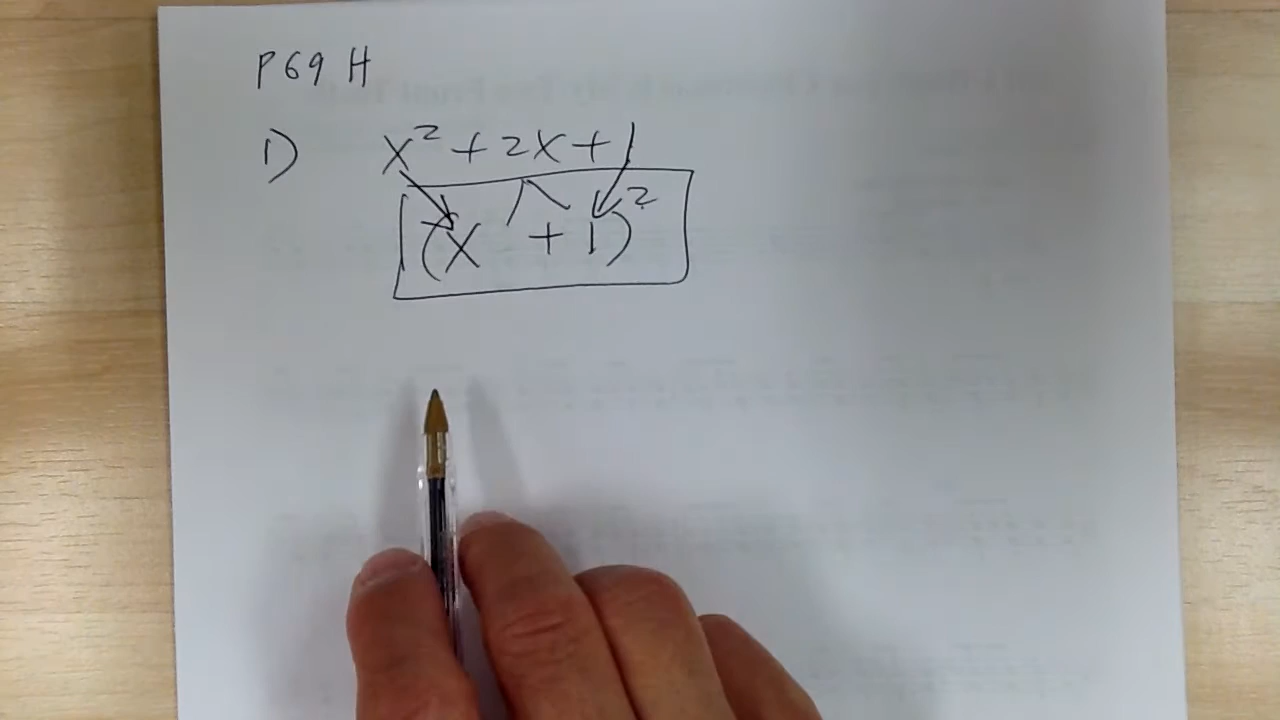 P69 H
1) x² + 2x + 1
(x + 1)²